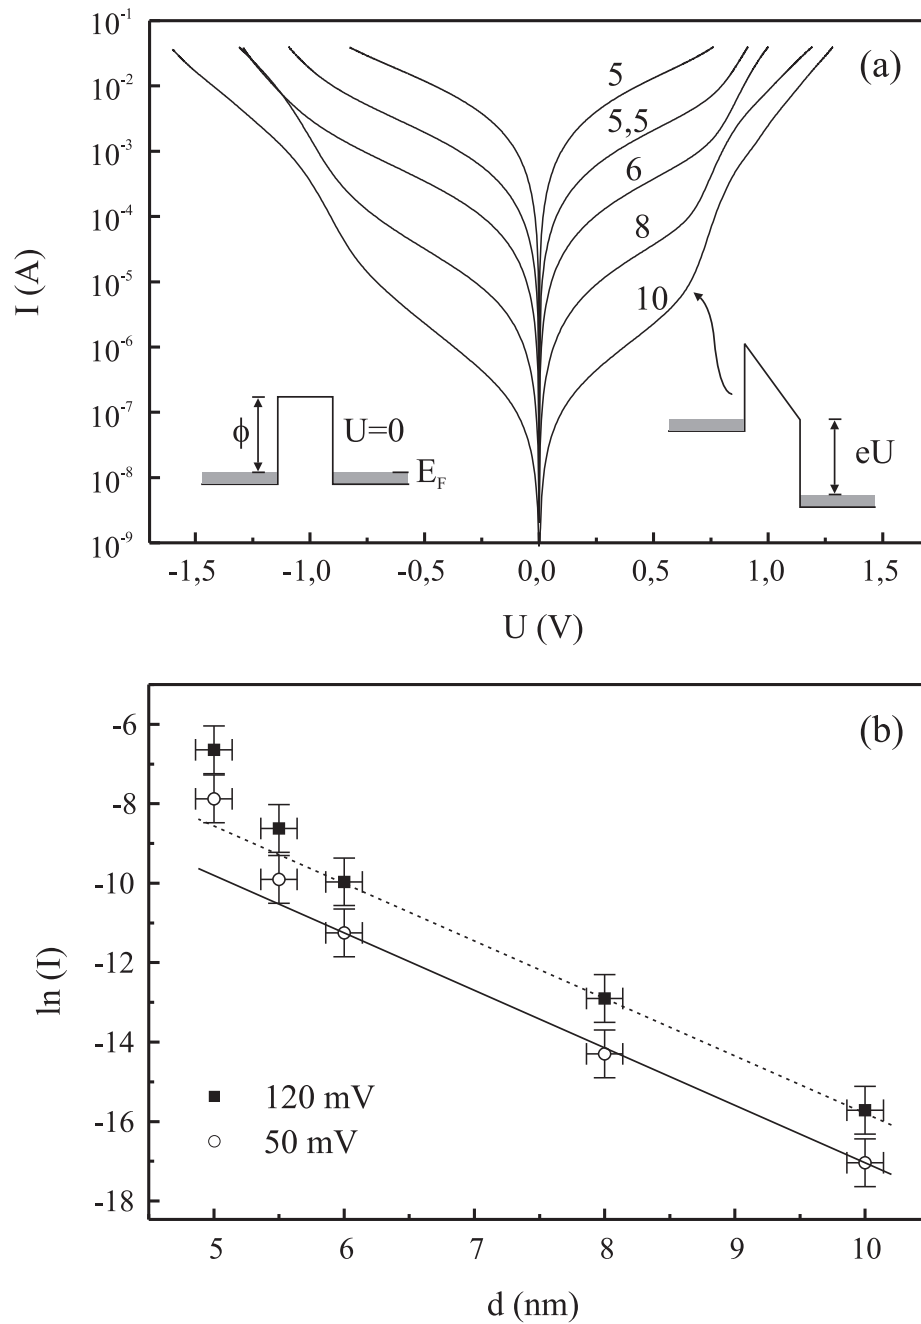 10⁻¹
10⁻²
10⁻³
10⁻⁴
10⁻⁵
10⁻⁶
10⁻⁷
10⁻⁸
10⁻⁹
I (A)
(a)
5
5,5
6
8
10
ϕ
U=0
E_F
eU
-1,5 -1,0 -0,5 0,0 0,5 1,0 1,5
U (V)
(b)
-6
-8
-10
-12
-14
-16
-18
ln (I)
120 mV
50 mV
5 6 7 8 9 10
d (nm)